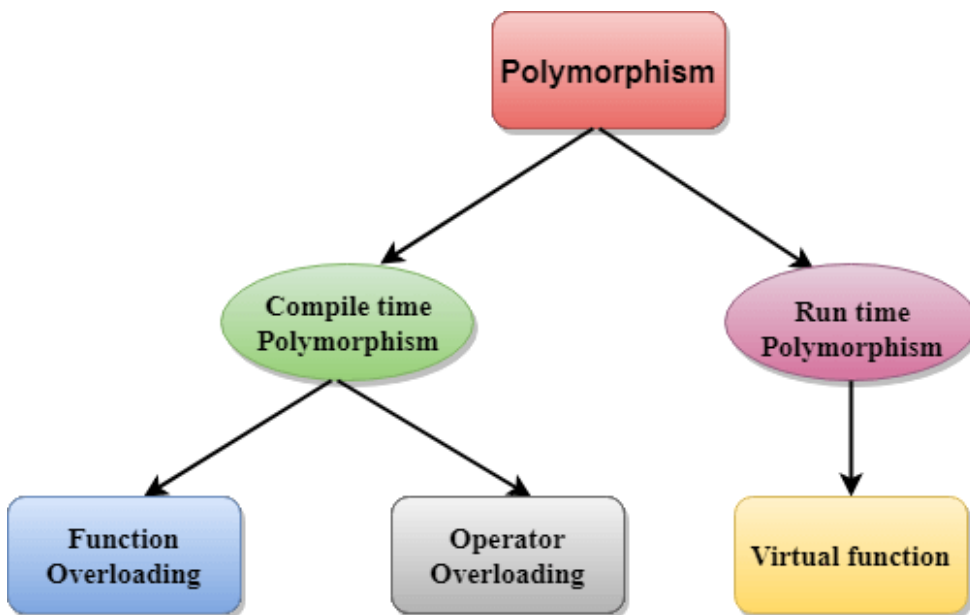 Polymorphism
Compile time
Polymorphism
Run time
Polymorphism
Function
Overloading
Operator
Overloading
Virtual function